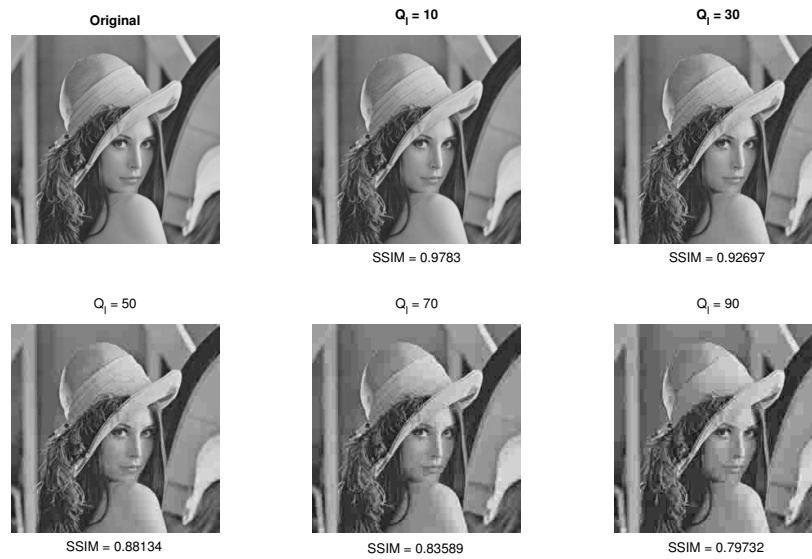 Original
Q_l = 10
Q_l = 30
SSIM = 0.9783
SSIM = 0.92697
Q_l = 50
Q_l = 70
Q_l = 90
SSIM = 0.88134
SSIM = 0.83589
SSIM = 0.79732